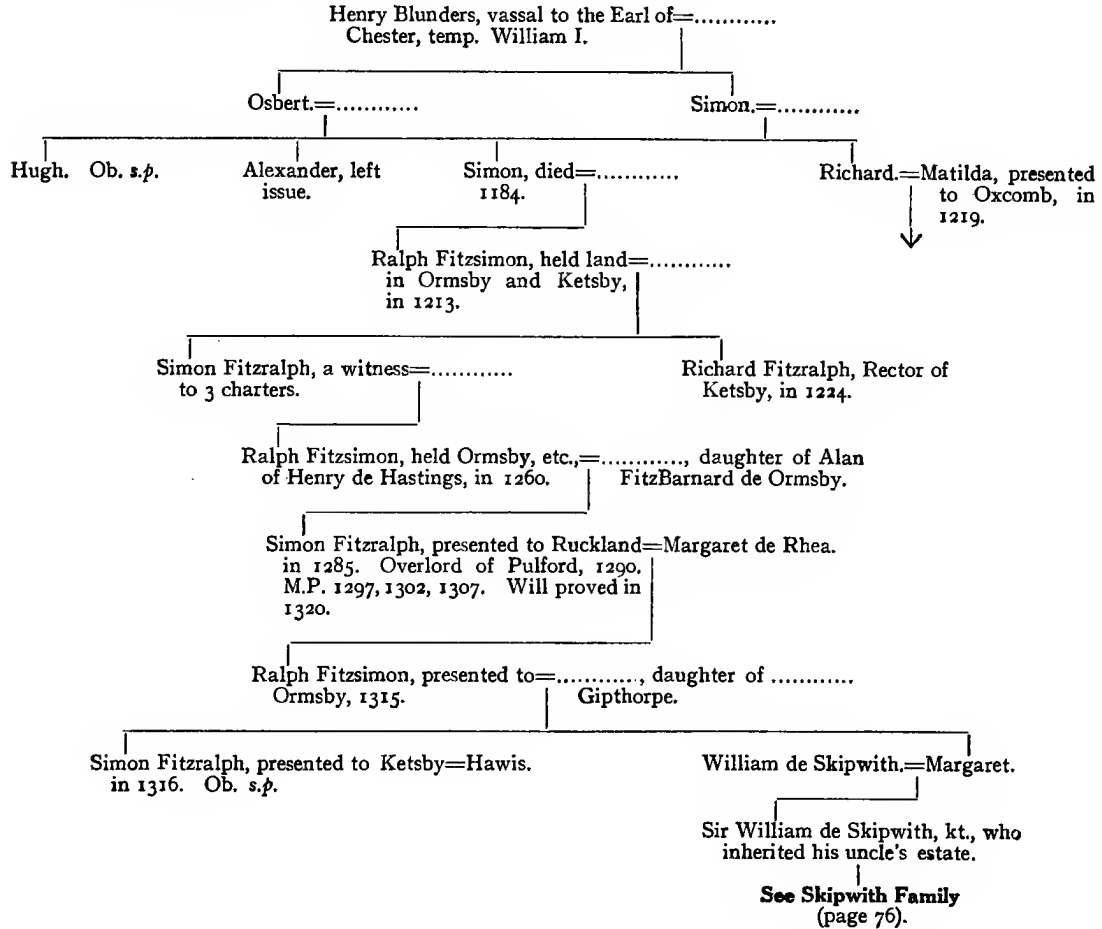 Henry Blunders, vassal to the Earl of=............
Chester, temp. William I.
Osbert.=............
Simon.=............
Hugh. Ob. s.p.
Alexander, left
issue.
Simon, died=............
1184.
Richard.=Matilda, presented
to Oxcomb, in
1219.
Ralph Fitzsimon, held land=............
in Ormsby and Ketsby,
in 1213.
Simon Fitzralph, a witness=............
to 3 charters.
Richard Fitzralph, Rector of
Ketsby, in 1224.
Ralph Fitzsimon, held Ormsby, etc.,=............, daughter of Alan
of Henry de Hastings, in 1260. FitzBarnard de Ormsby.
Simon Fitzralph, presented to Ruckland=Margaret de Rhea.
in 1285. Overlord of Pulford, 1290.
M.P. 1297, 1302, 1307. Will proved in
1320.
Ralph Fitzsimon, presented to=............, daughter of ............
Ormsby, 1315. Gipthorpe.
Simon Fitzralph, presented to Ketsby=Hawis.
in 1316. Ob. s.p.
William de Skipwith.=Margaret.
Sir William de Skipwith, kt., who
inherited his uncle's estate.
See Skipwith Family
(page 76).